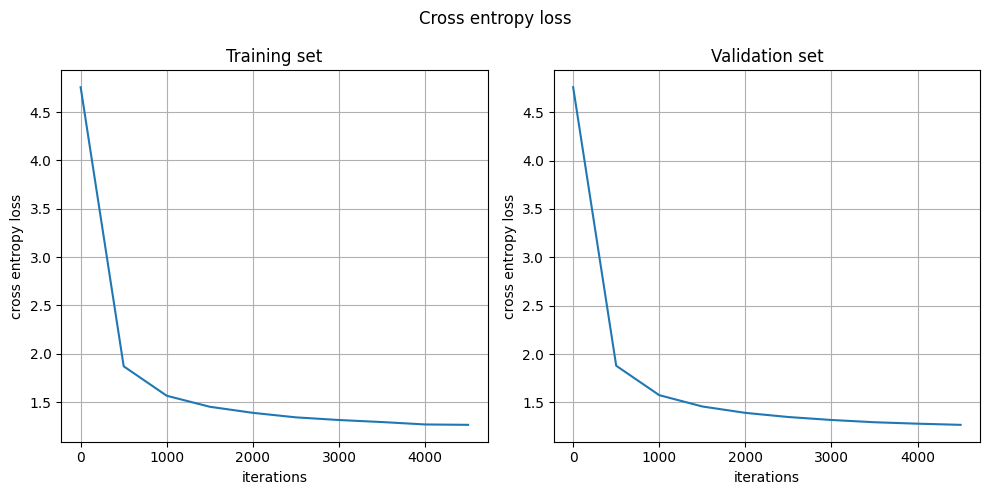 Cross entropy loss
Training set
cross entropy loss
4.5
4.0
3.5
3.0
2.5
2.0
1.5
0 1000 2000 3000 4000
iterations
Validation set
cross entropy loss
4.5
4.0
3.5
3.0
2.5
2.0
1.5
0 1000 2000 3000 4000
iterations